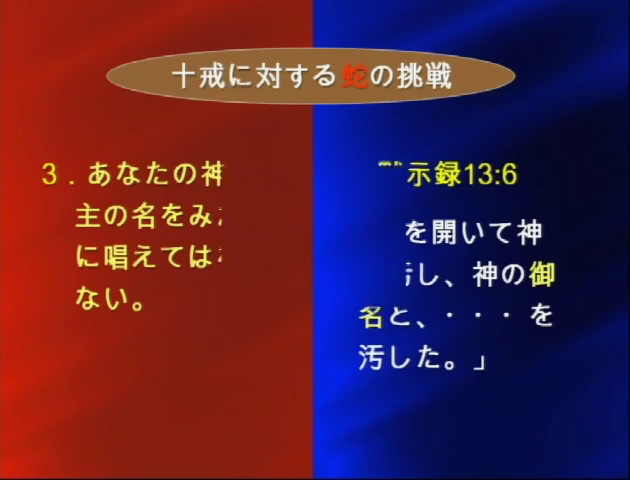 十戒に対する蛇の挑戦
3．あなたの神
主の名をみ
に唱えては
ない。
示録13:6
を開いて神
し、神の御
名と、・・・を
汚した。」